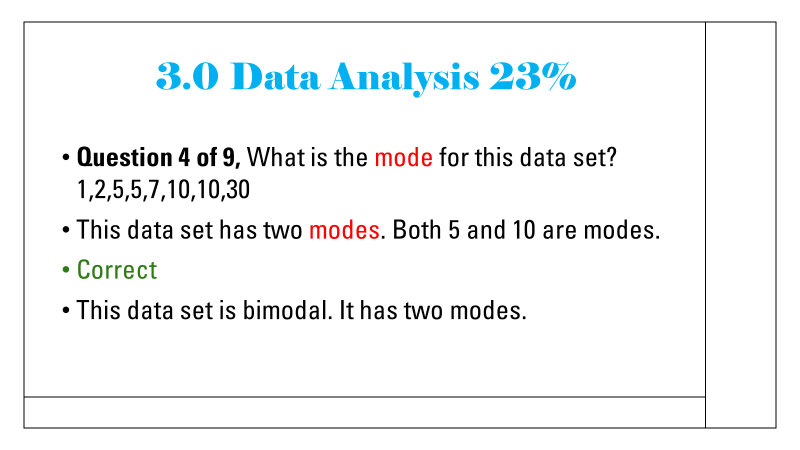 3.0 Data Analysis 23%
• Question 4 of 9, What is the mode for this data set?
1,2,5,5,7,10,10,30
• This data set has two modes. Both 5 and 10 are modes.
• Correct
• This data set is bimodal. It has two modes.